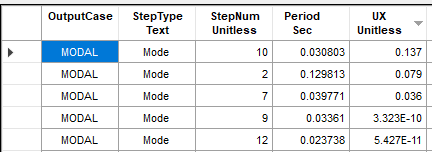 OutputCase StepType StepNum Period UX
Text Unitless Sec Unitless
MODAL Mode 10 0.030803 0.137
MODAL Mode 2 0.129813 0.079
MODAL Mode 7 0.039771 0.036
MODAL Mode 9 0.03361 3.323E-10
MODAL Mode 12 0.023738 5.427E-11